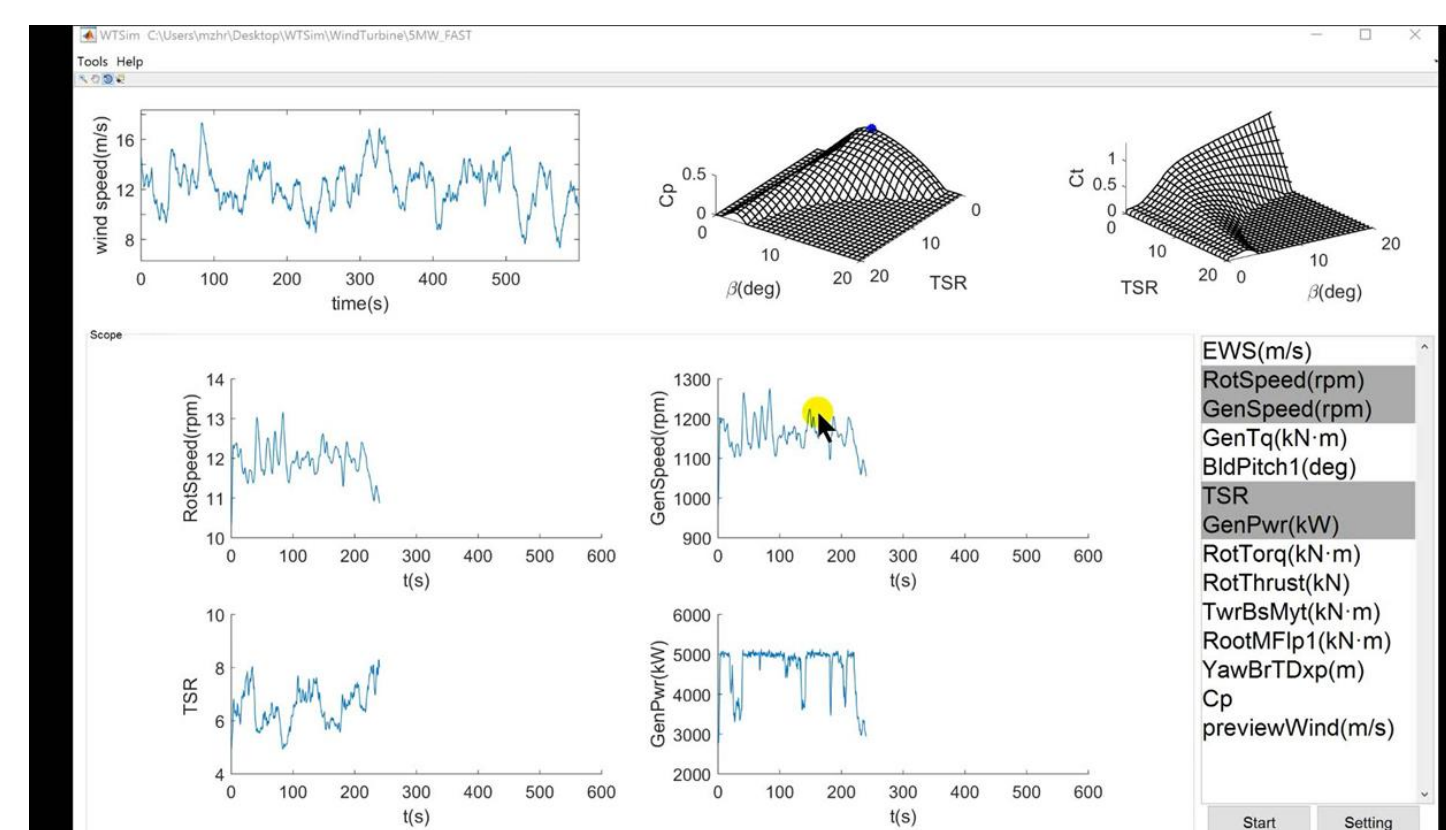 WTSim C:\Users\mzhr\Desktop\WTSim\WindTurbine\5MW_FAST
Tools Help
wind speed(m/s)
16
12
8
0 100 200 300 400 500
time(s)
Cp
0.5
0
0
10
20
β(deg)
20
10
0
TSR
Ct
1
0.5
0
0
10
20
TSR
0
10
20
β(deg)
Scope
RotSpeed(rpm)
14
13
12
11
10
0 100 200 300 400 500 600
t(s)
GenSpeed(rpm)
1300
1200
1100
1000
900
0 100 200 300 400 500 600
t(s)
TSR
10
8
6
4
0 100 200 300 400 500 600
t(s)
GenPwr(kW)
6000
5000
4000
3000
2000
0 100 200 300 400 500 600
t(s)
EWS(m/s)
RotSpeed(rpm)
GenSpeed(rpm)
GenTq(kN·m)
BldPitch1(deg)
TSR
GenPwr(kW)
RotTorq(kN·m)
RotThrust(kN)
TwrBsMyt(kN·m)
RootMFlp1(kN·m)
YawBrTDxp(m)
Cp
previewWind(m/s)
Start Setting